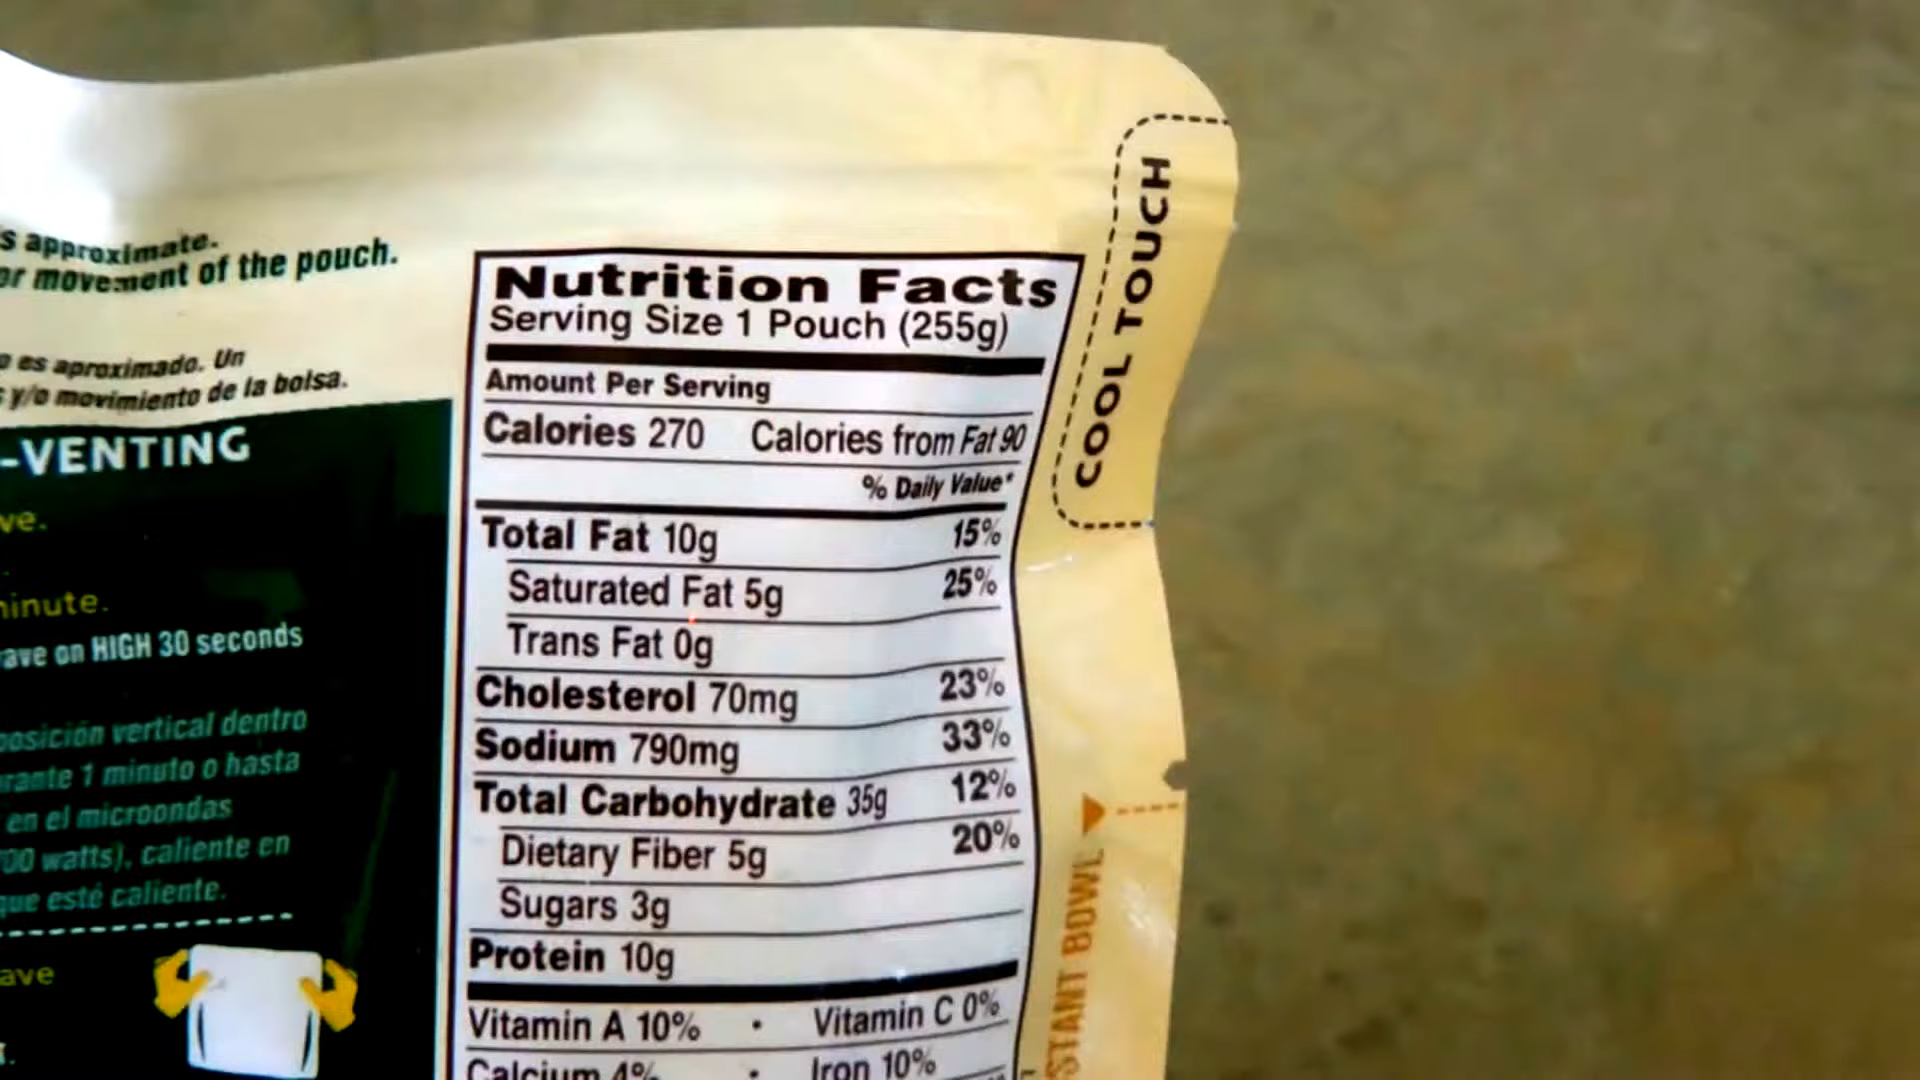 s approximate.
or movement of the pouch.
es aproximado. Un
y/o movimiento de la bolsa.
-VENTING
ve.
minute.
ave on HIGH 30 seconds
posición vertical dentro
urante 1 minuto o hasta
en el microondas
00 watts), caliente en
que esté caliente.
ave
Nutrition Facts
Serving Size 1 Pouch (255g)
Amount Per Serving
Calories 270 Calories from Fat 90
% Daily Value*
Total Fat 10g 15%
Saturated Fat 5g 25%
Trans Fat 0g
Cholesterol 70mg 23%
Sodium 790mg 33%
Total Carbohydrate 35g 12%
Dietary Fiber 5g 20%
Sugars 3g
Protein 10g
Vitamin A 10% • Vitamin C 0%
Calcium 4% • Iron 10%
COOL TOUCH
STANT BOWL